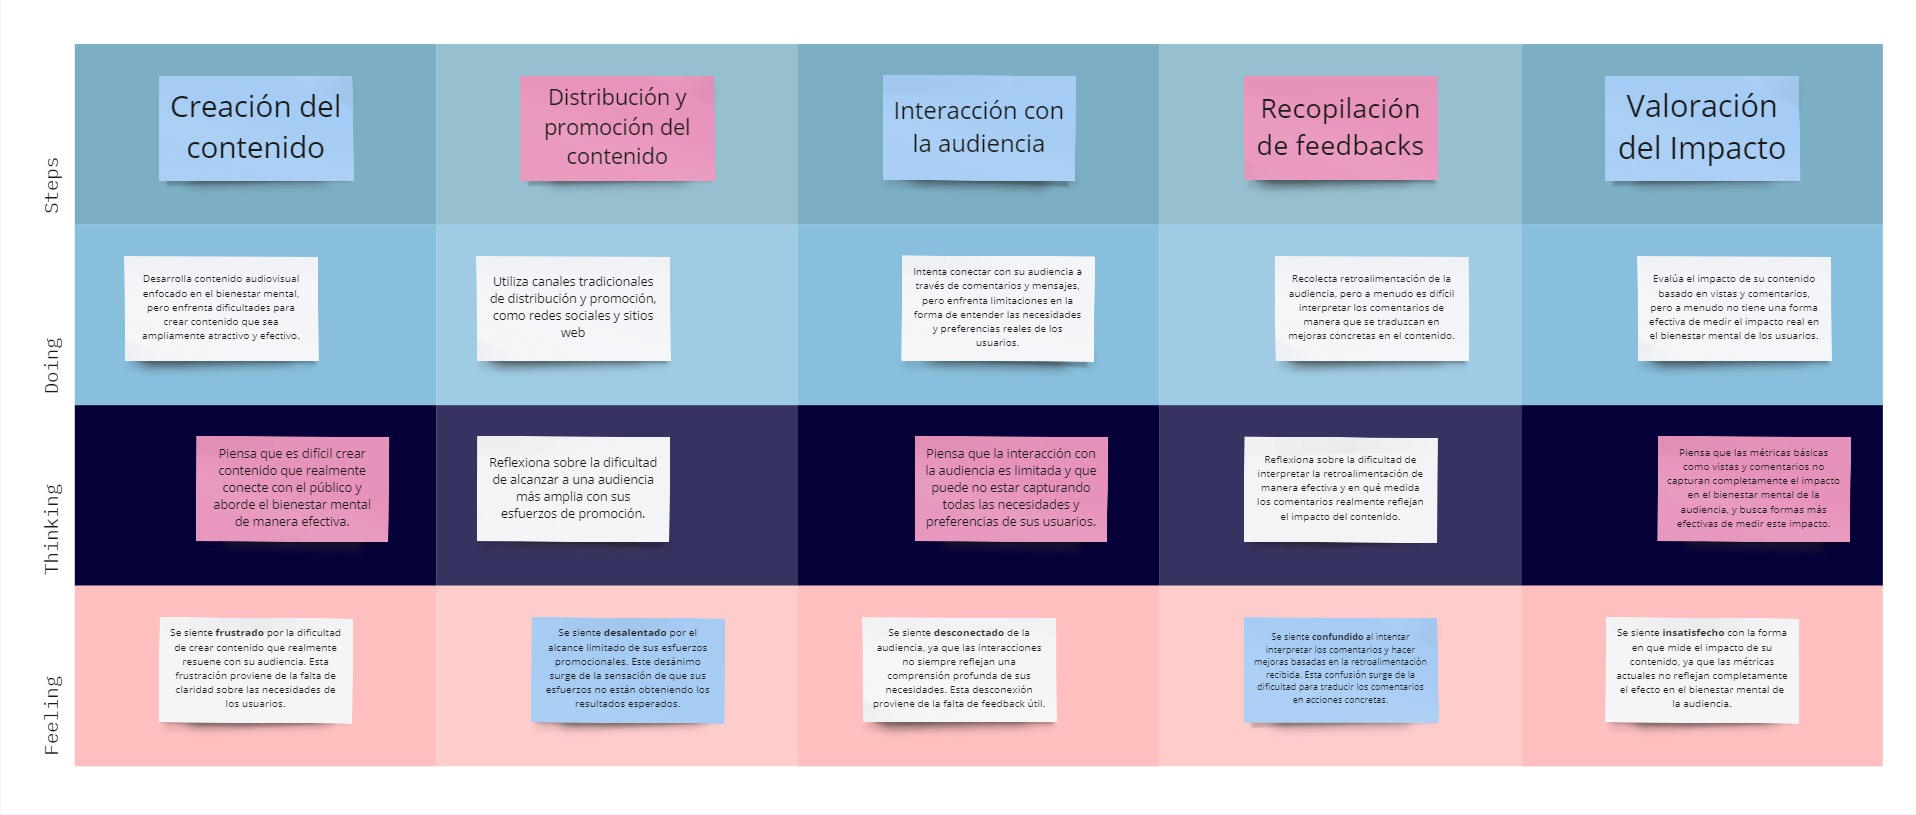 Steps
Creación del
contenido
Distribución y
promoción del
contenido
Interacción con
la audiencia
Recopilación
de feedbacks
Valoración
del Impacto
Doing
Desarrolla contenido audiovisual
enfocado en el bienestar mental,
pero enfrenta dificultades para
crear contenido que sea
ampliamente atractivo y efectivo.
Utiliza canales tradicionales
de distribución y promoción,
como redes sociales y sitios
web
Intenta conectar con su audiencia a
través de comentarios y mensajes,
pero enfrenta limitaciones en la
forma de entender las necesidades
y preferencias reales de los
usuarios.
Recolecta retroalimentación de la
audiencia, pero a menudo es difícil
interpretar los comentarios de
manera que se traduzcan en
mejoras concretas en el contenido.
Evalúa el impacto de su contenido
basado en vistas y comentarios,
pero a menudo no tiene una forma
efectiva de medir el impacto real en
el bienestar mental de los usuarios.
Thinking
Piensa que es difícil crear
contenido que realmente
conecte con el público y
aborde el bienestar mental
de manera efectiva.
Reflexiona sobre la dificultad
de alcanzar a una audiencia
más amplia con sus
esfuerzos de promoción.
Piensa que la interacción con
la audiencia es limitada y que
puede no estar capturando
todas las necesidades y
preferencias de sus usuarios.
Reflexiona sobre la dificultad de
interpretar la retroalimentación de
manera efectiva y en qué medida
los comentarios realmente reflejan
el impacto del contenido.
Piensa que las métricas básicas
como vistas y comentarios no
capturan completamente el impacto
en el bienestar mental de la
audiencia, y busca formas más
efectivas de medir este impacto.
Feeling
Se siente frustrado por la dificultad
de crear contenido que realmente
resuene con su audiencia. Esta
frustración proviene de la falta de
claridad sobre las necesidades de
los usuarios.
Se siente desalentado por el
alcance limitado de sus esfuerzos
promocionales. Este desánimo
surge de la sensación de que sus
esfuerzos no están obteniendo los
resultados esperados.
Se siente desconectado de la
audiencia, ya que las interacciones
no siempre reflejan una
comprensión profunda de sus
necesidades. Esta desconexión
proviene de la falta de feedback útil.
Se siente confundido al intentar
interpretar los comentarios y hacer
mejoras basadas en la retroalimentación
recibida. Esta confusión surge de la
dificultad para traducir los comentarios
en acciones concretas.
Se siente insatisfecho con la forma
en que mide el impacto de su
contenido, ya que las métricas
actuales no reflejan completamente
el efecto en el bienestar mental de
la audiencia.